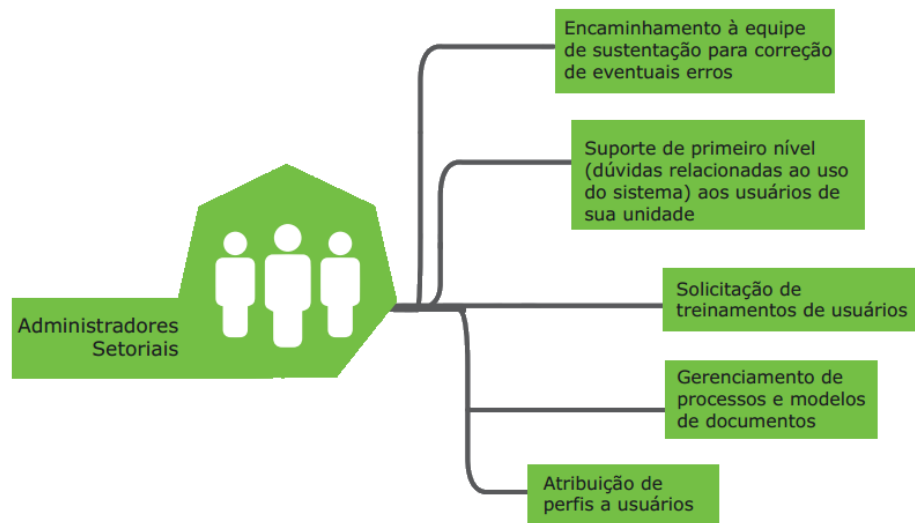 Encaminhamento à equipe
de sustentação para correção
de eventuais erros
Suporte de primeiro nível
(dúvidas relacionadas ao uso
do sistema) aos usuários de
sua unidade
Administradores
Setoriais
Solicitação de
treinamentos de usuários
Gerenciamento de
processos e modelos
de documentos
Atribuição de
perfis a usuários